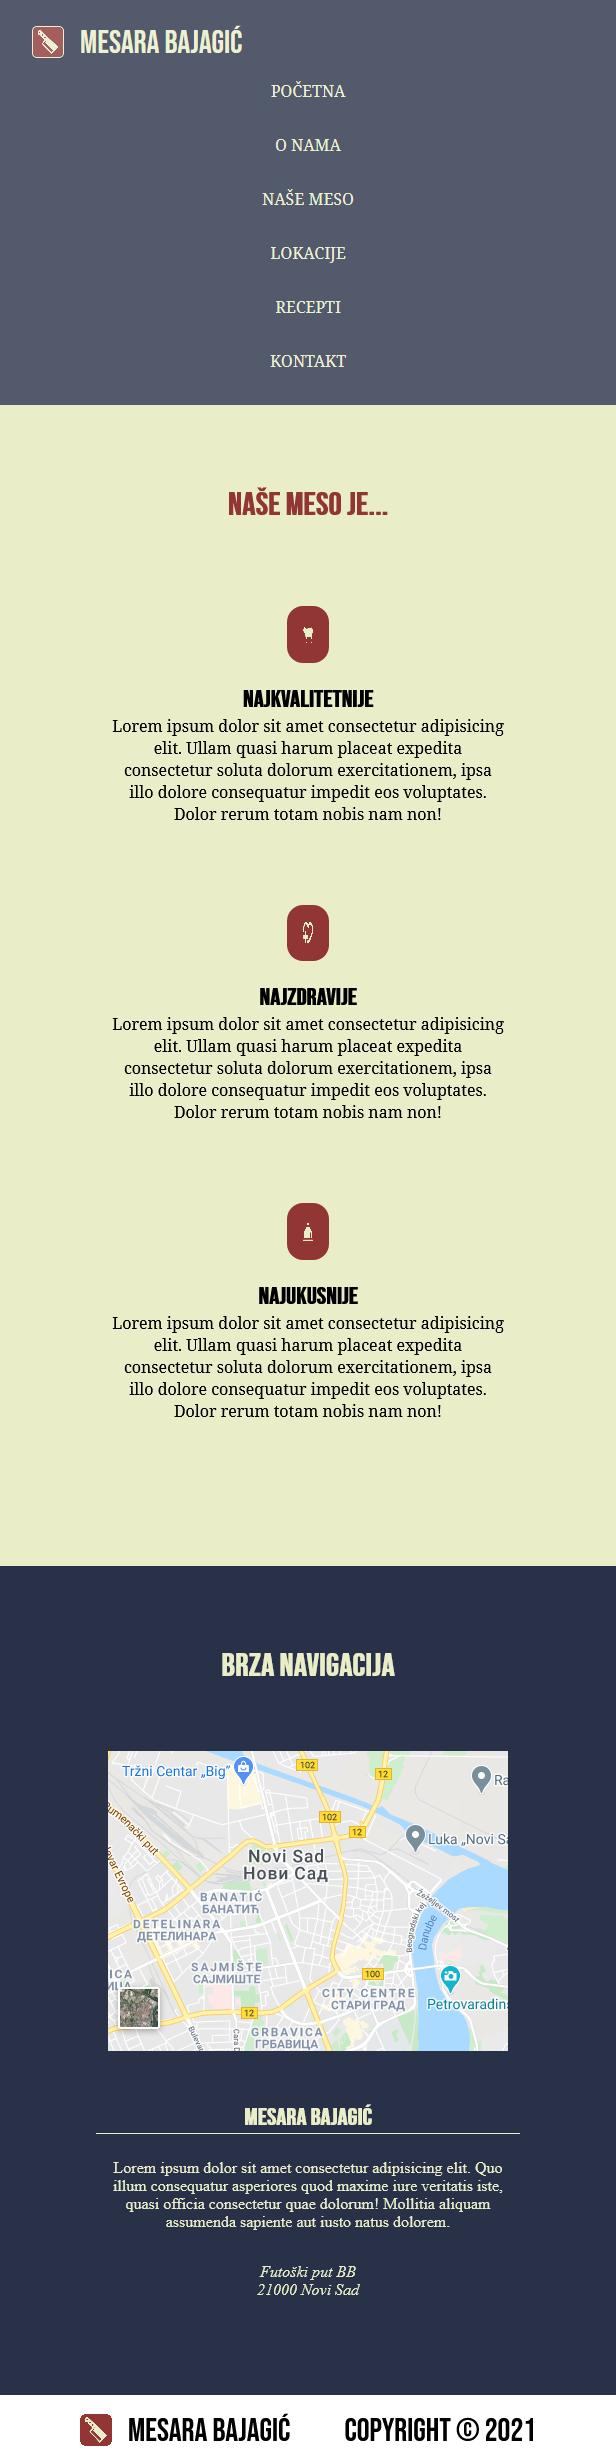 MESARA BAJAGIĆ
POČETNA
O NAMA
NAŠE MESO
LOKACIJE
RECEPTI
KONTAKT
NAŠE MESO JE...
NAJKVALITETNIJE
Lorem ipsum dolor sit amet consectetur adipisicing
elit. Ullam quasi harum placeat expedita
consectetur soluta dolorum exercitationem, ipsa
illo dolore consequatur impedit eos voluptates.
Dolor rerum totam nobis nam non!
NAJZDRAVIJE
Lorem ipsum dolor sit amet consectetur adipisicing
elit. Ullam quasi harum placeat expedita
consectetur soluta dolorum exercitationem, ipsa
illo dolore consequatur impedit eos voluptates.
Dolor rerum totam nobis nam non!
NAJUKUSNIJE
Lorem ipsum dolor sit amet consectetur adipisicing
elit. Ullam quasi harum placeat expedita
consectetur soluta dolorum exercitationem, ipsa
illo dolore consequatur impedit eos voluptates.
Dolor rerum totam nobis nam non!
BRZA NAVIGACIJA
Tržni Centar „Big”
102
12
Ra
102
12
Luka „Novi Sa
Rumenački put
Novi Sad
Нови Сад
BANATIĆ
БАНАТИЋ
DETELINARA
ДЕТЕЛИНАРА
Žeželjev most
Beogradski kej
Danube
SAJMIŠTE
САЈМИШТЕ
100
CITY CENTRE
СТАРИ ГРАД
Petrovaradins
12
GRBAVICA
ГРБАВИЦА
MESARA BAJAGIĆ
Lorem ipsum dolor sit amet consectetur adipisicing elit. Quo
illum consequatur asperiores quod maxime iure veritatis iste,
quasi officia consectetur quae dolorum! Mollitia aliquam
assumenda sapiente aut iusto natus dolorem.
Futoški put BB
21000 Novi Sad
MESARA BAJAGIĆ COPYRIGHT © 2021